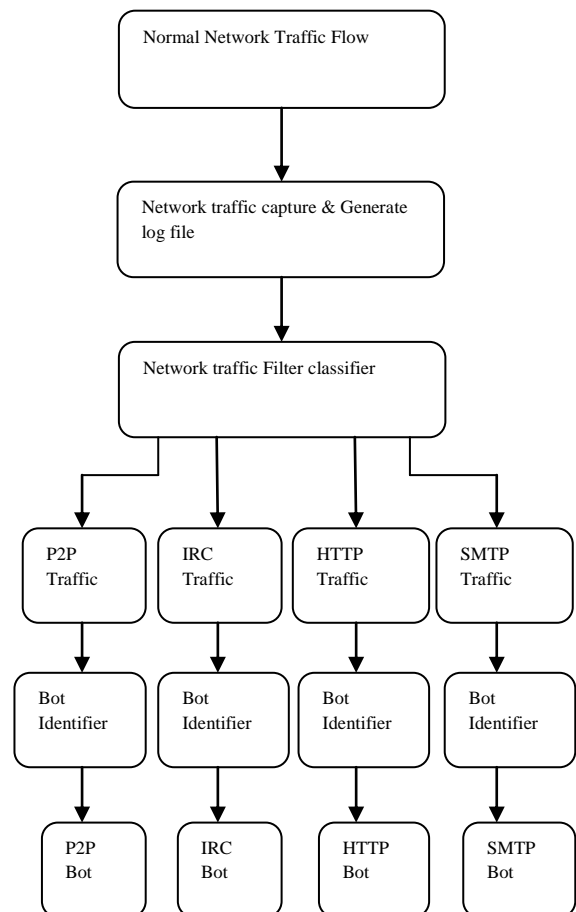 Normal Network Traffic Flow
Network traffic capture & Generate
log file
Network traffic Filter classifier
P2P
Traffic
IRC
Traffic
HTTP
Traffic
SMTP
Traffic
Bot
Identifier
Bot
Identifier
Bot
Identifier
Bot
Identifier
P2P
Bot
IRC
Bot
HTTP
Bot
SMTP
Bot